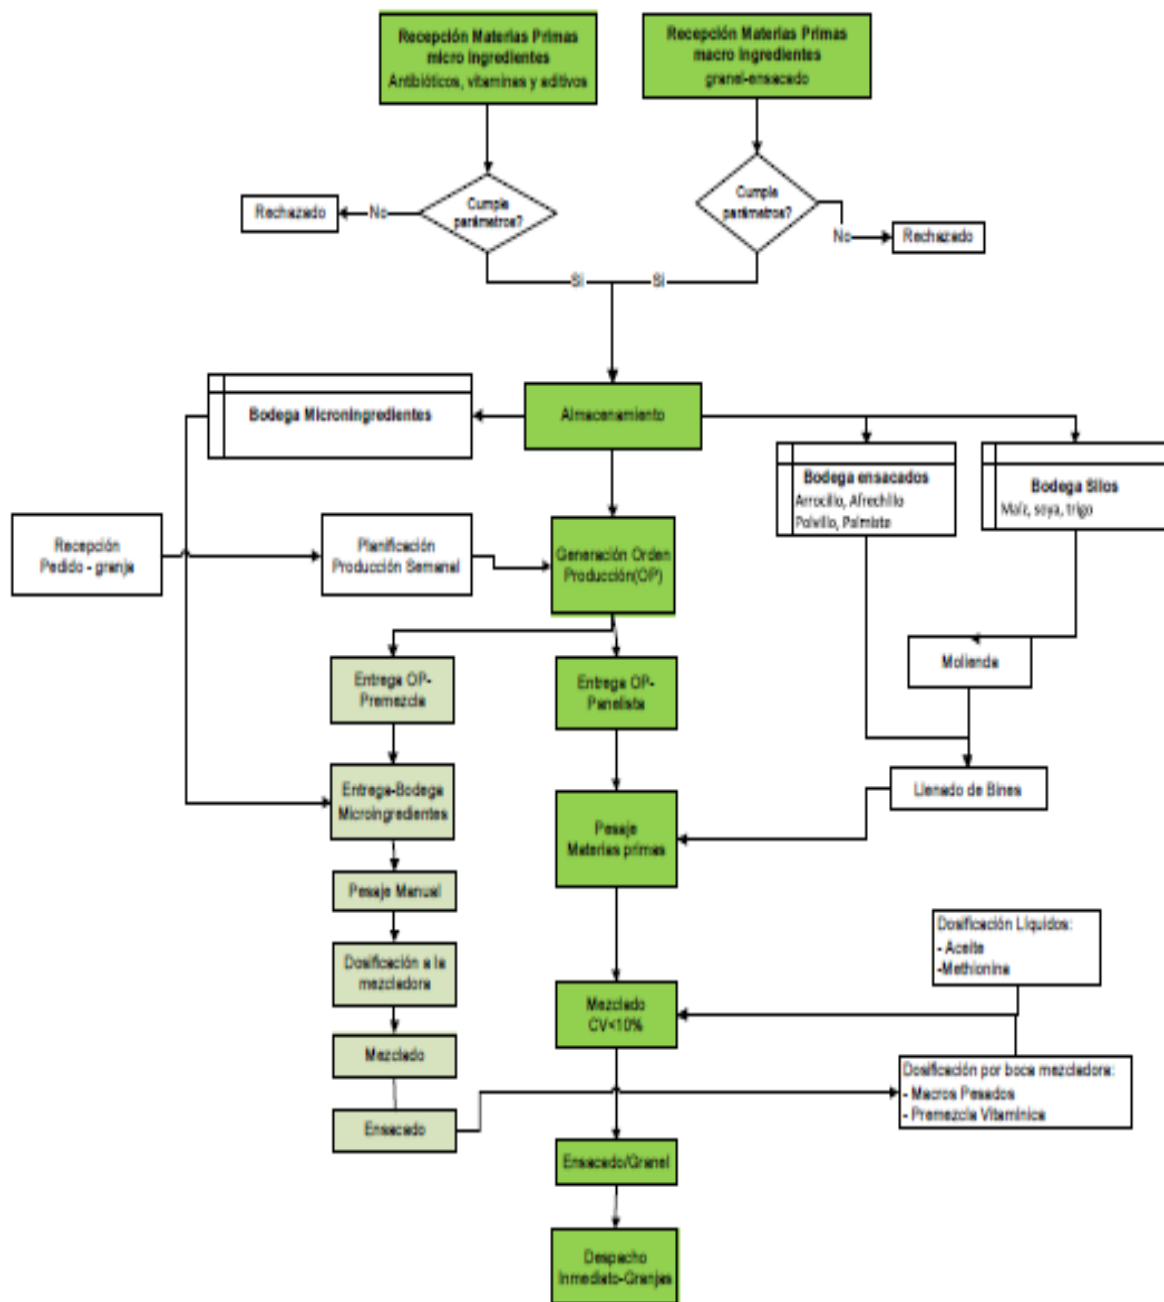 Recepción Materias Primas
micro Ingredientes
Antibióticos, vitaminas y aditivos
Recepción Materias Primas
macro Ingredientes
granel-ensacado
Cumple
parámetros?
Cumple
parámetros?
Rechazado
No
No
Rechazado
Si
Si
Bodega Microningredientes
Almacenamiento
Bodega ensacados
Arrocillo, Afrechillo
Polvillo, Palmiste
Bodega Silos
Maíz, soya, trigo
Recepción
Pedido - granja
Planificación
Producción Semanal
Generación Orden
Producción(OP)
Molienda
Entrega OP-
Premezcla
Entrega OP-
Panelista
Llenado de Bines
Entrega-Bodega
Microingredientes
Pesaje
Materias primas
Pesaje Manual
Dosificación Líquidos:
- Aceite
-Methionina
Dosificación a la
mezcladora
Mezclado
CV<10%
Mezclado
Dosificación por boca mezcladora:
- Macros Pesados
- Premezcla Vitamínica
Ensacado
Ensacado/Granel
Despacho
Inmediato-Granjas